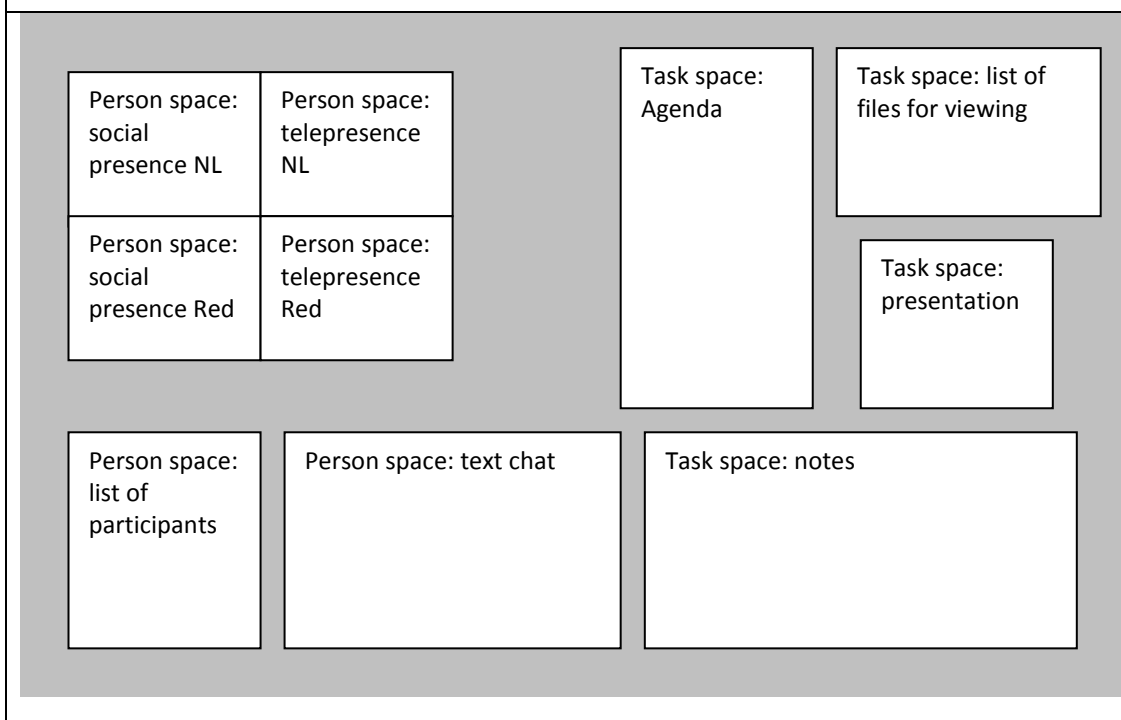 Person space:
social
presence NL
Person space:
telepresence
NL
Person space:
social
presence Red
Person space:
telepresence
Red
Task space:
Agenda
Task space: list of
files for viewing
Task space:
presentation
Person space:
list of
participants
Person space: text chat
Task space: notes